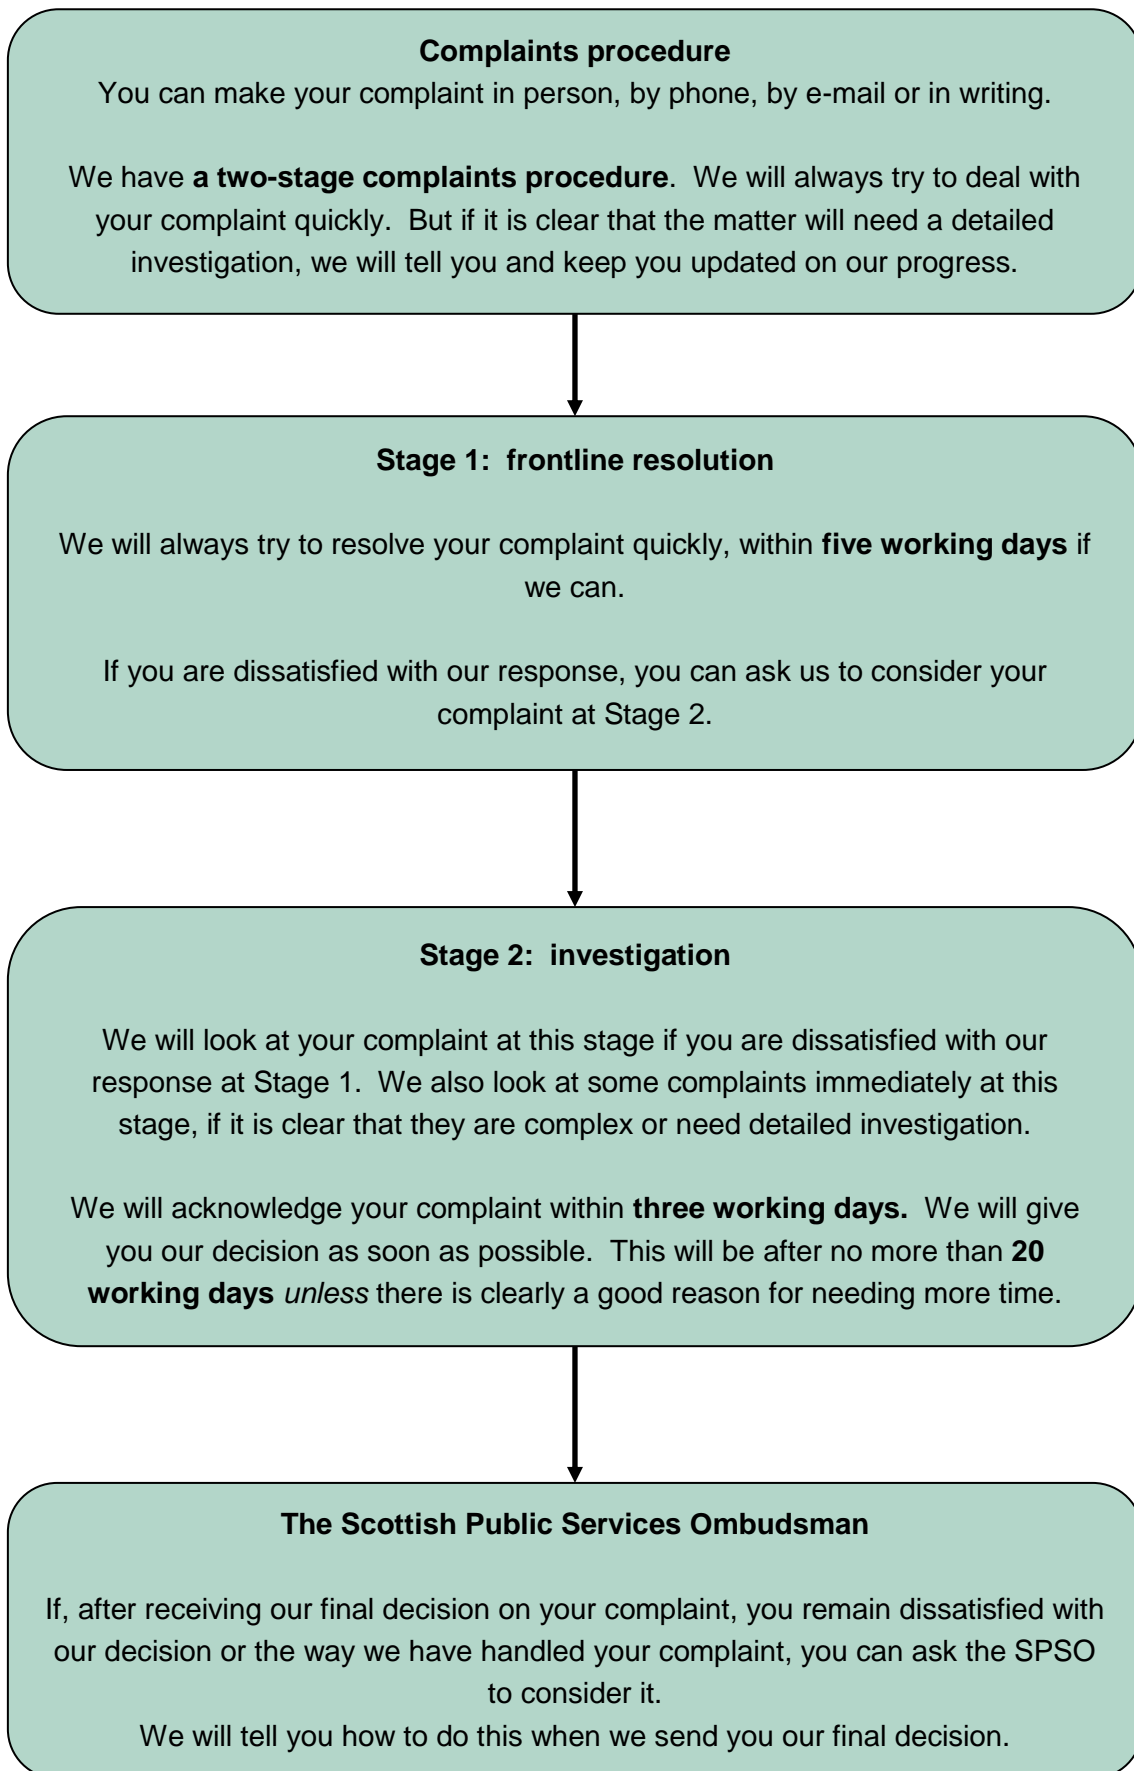 Complaints procedure
You can make your complaint in person, by phone, by e-mail or in writing.
We have a two-stage complaints procedure.  We will always try to deal with
your complaint quickly.  But if it is clear that the matter will need a detailed
investigation, we will tell you and keep you updated on our progress.
Stage 1:  frontline resolution
We will always try to resolve your complaint quickly, within five working days if
we can.
If you are dissatisfied with our response, you can ask us to consider your
complaint at Stage 2.
Stage 2:  investigation
We will look at your complaint at this stage if you are dissatisfied with our
response at Stage 1.  We also look at some complaints immediately at this
stage, if it is clear that they are complex or need detailed investigation.
We will acknowledge your complaint within three working days.  We will give
you our decision as soon as possible.  This will be after no more than 20
working days unless there is clearly a good reason for needing more time.
The Scottish Public Services Ombudsman
If, after receiving our final decision on your complaint, you remain dissatisfied with
our decision or the way we have handled your complaint, you can ask the SPSO
to consider it.
We will tell you how to do this when we send you our final decision.